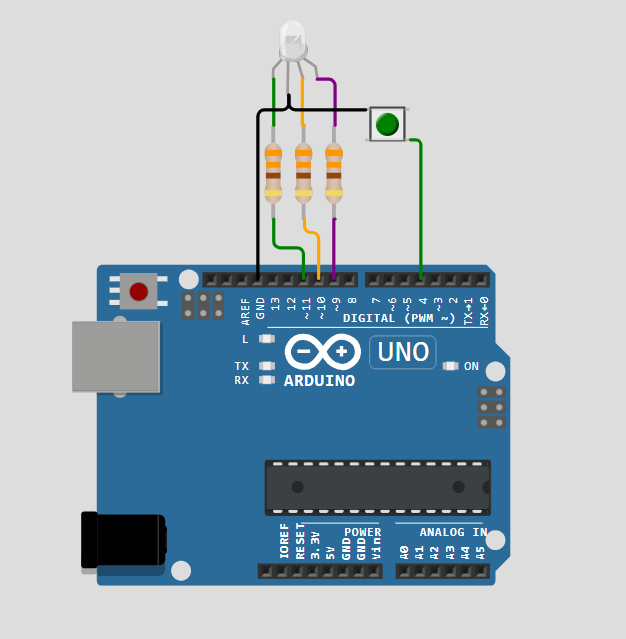 AREF
GND
13
12
~11
~10
~9
8
7
~6
~5
4
~3
2
TX→1
RX←0
DIGITAL (PWM ~)
L
TX
RX
UNO
ON
ARDUINO
POWER
ANALOG IN
IOREF
RESET
3.3V
5V
GND
GND
Vin
A0
A1
A2
A3
A4
A5